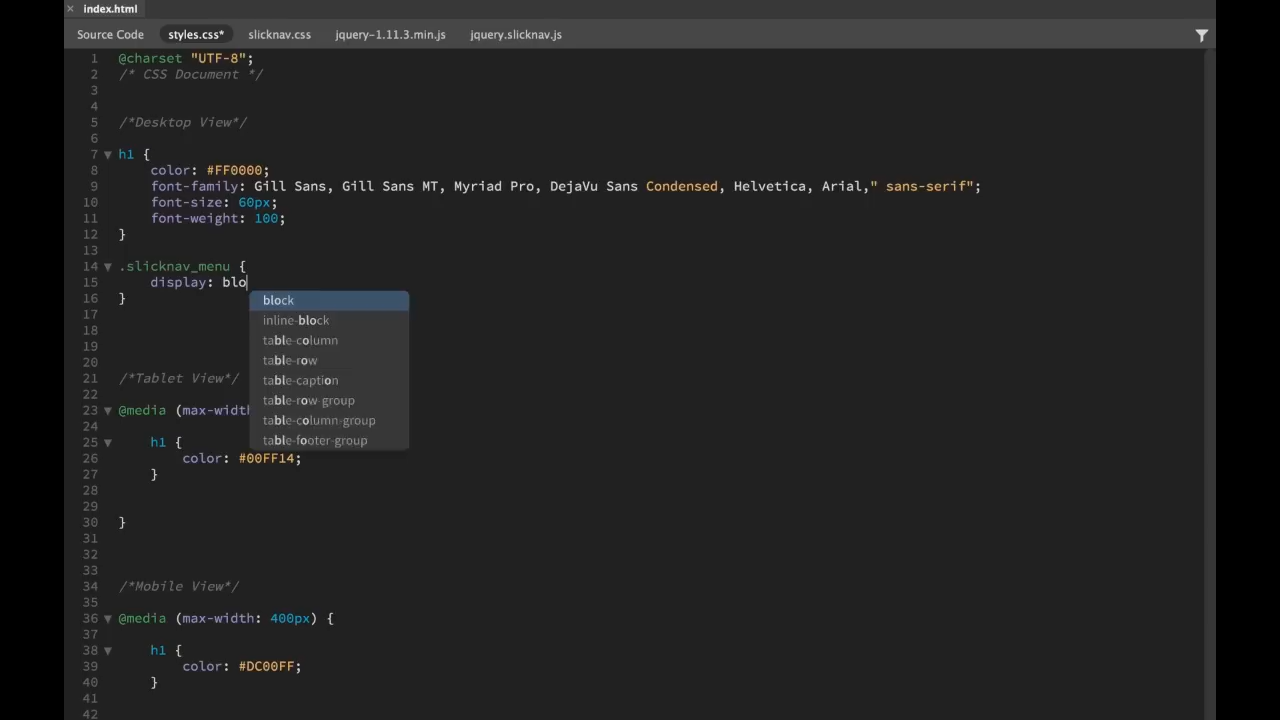 × index.html
Source Code styles.css* slicknav.css jquery-1.11.3.min.js jquery.slicknav.js
1 @charset "UTF-8";
2 /* CSS Document */
3
4
5 /*Desktop View*/
6
7 ▼ h1 {
8 color: #FF0000;
9 font-family: Gill Sans, Gill Sans MT, Myriad Pro, DejaVu Sans Condensed, Helvetica, Arial," sans-serif";
10 font-size: 60px;
11 font-weight: 100;
12 }
13
14 ▼ .slicknav_menu {
15 display: blo
16 }
block
inline-block
table-column
table-row
table-caption
table-row-group
table-column-group
table-footer-group
17
18
19
20
21 /*Tablet View*/
22
23 ▼ @media (max-widt
24
25 ▼ h1 {
26 color: #00FF14;
27 }
28
29
30 }
31
32
33
34 /*Mobile View*/
35
36 ▼ @media (max-width: 400px) {
37
38 ▼ h1 {
39 color: #DC00FF;
40 }
41
42